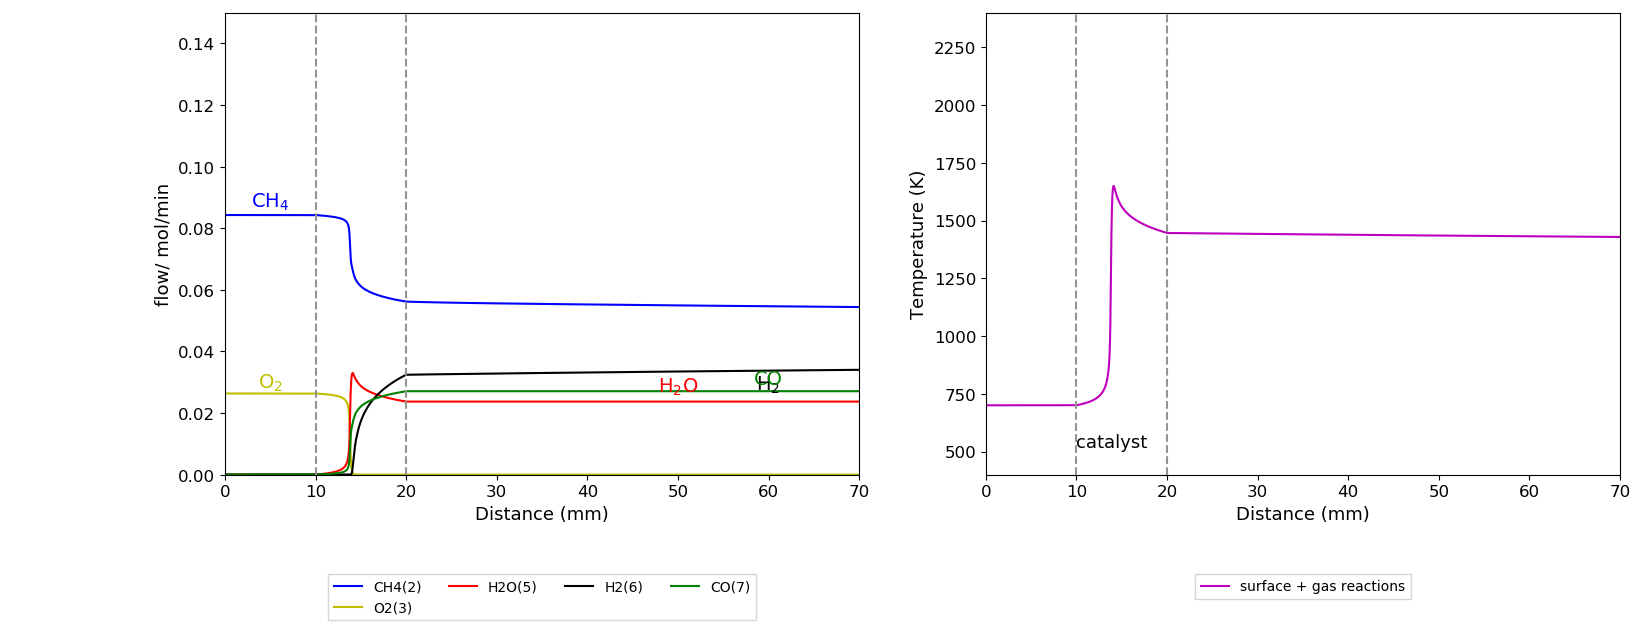 0.14
0.12
0.10
0.08
0.06
0.04
0.02
0.00
flow/ mol/min
CH₄
O₂
H₂O
CO
H₂
0 10 20 30 40 50 60 70
Distance (mm)
CH4(2) H2O(5) H2(6) CO(7)
O2(3)
2250
2000
1750
1500
1250
1000
750
500
Temperature (K)
catalyst
0 10 20 30 40 50 60 70
Distance (mm)
surface + gas reactions